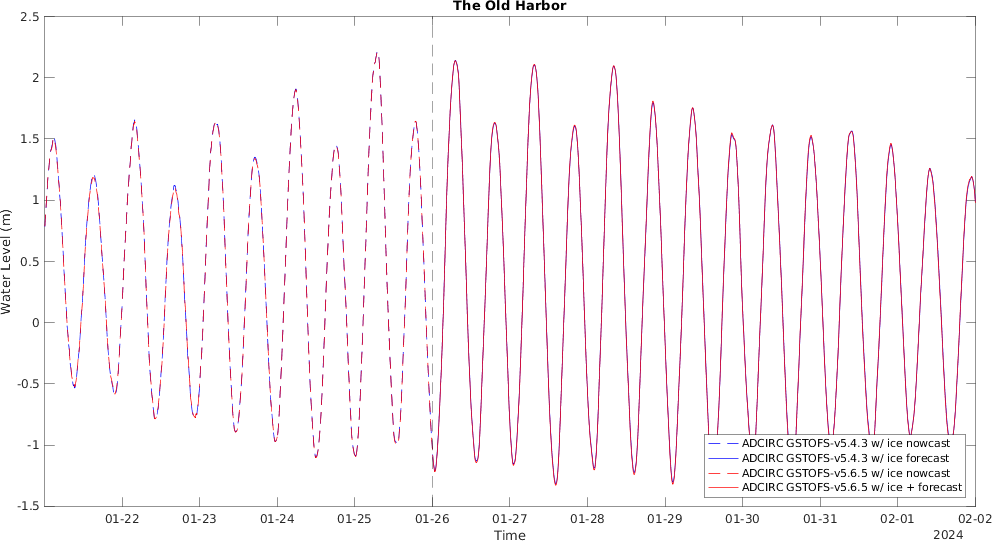 The Old Harbor
2.5
2
1.5
1
0.5
0
-0.5
-1
-1.5
Water Level (m)
ADCIRC GSTOFS-v5.4.3 w/ ice nowcast
ADCIRC GSTOFS-v5.4.3 w/ ice forecast
ADCIRC GSTOFS-v5.6.5 w/ ice nowcast
ADCIRC GSTOFS-v5.6.5 w/ ice + forecast
01-22 01-23 01-24 01-25 01-26 01-27 01-28 01-29 01-30 01-31 02-01 02-02
Time
2024